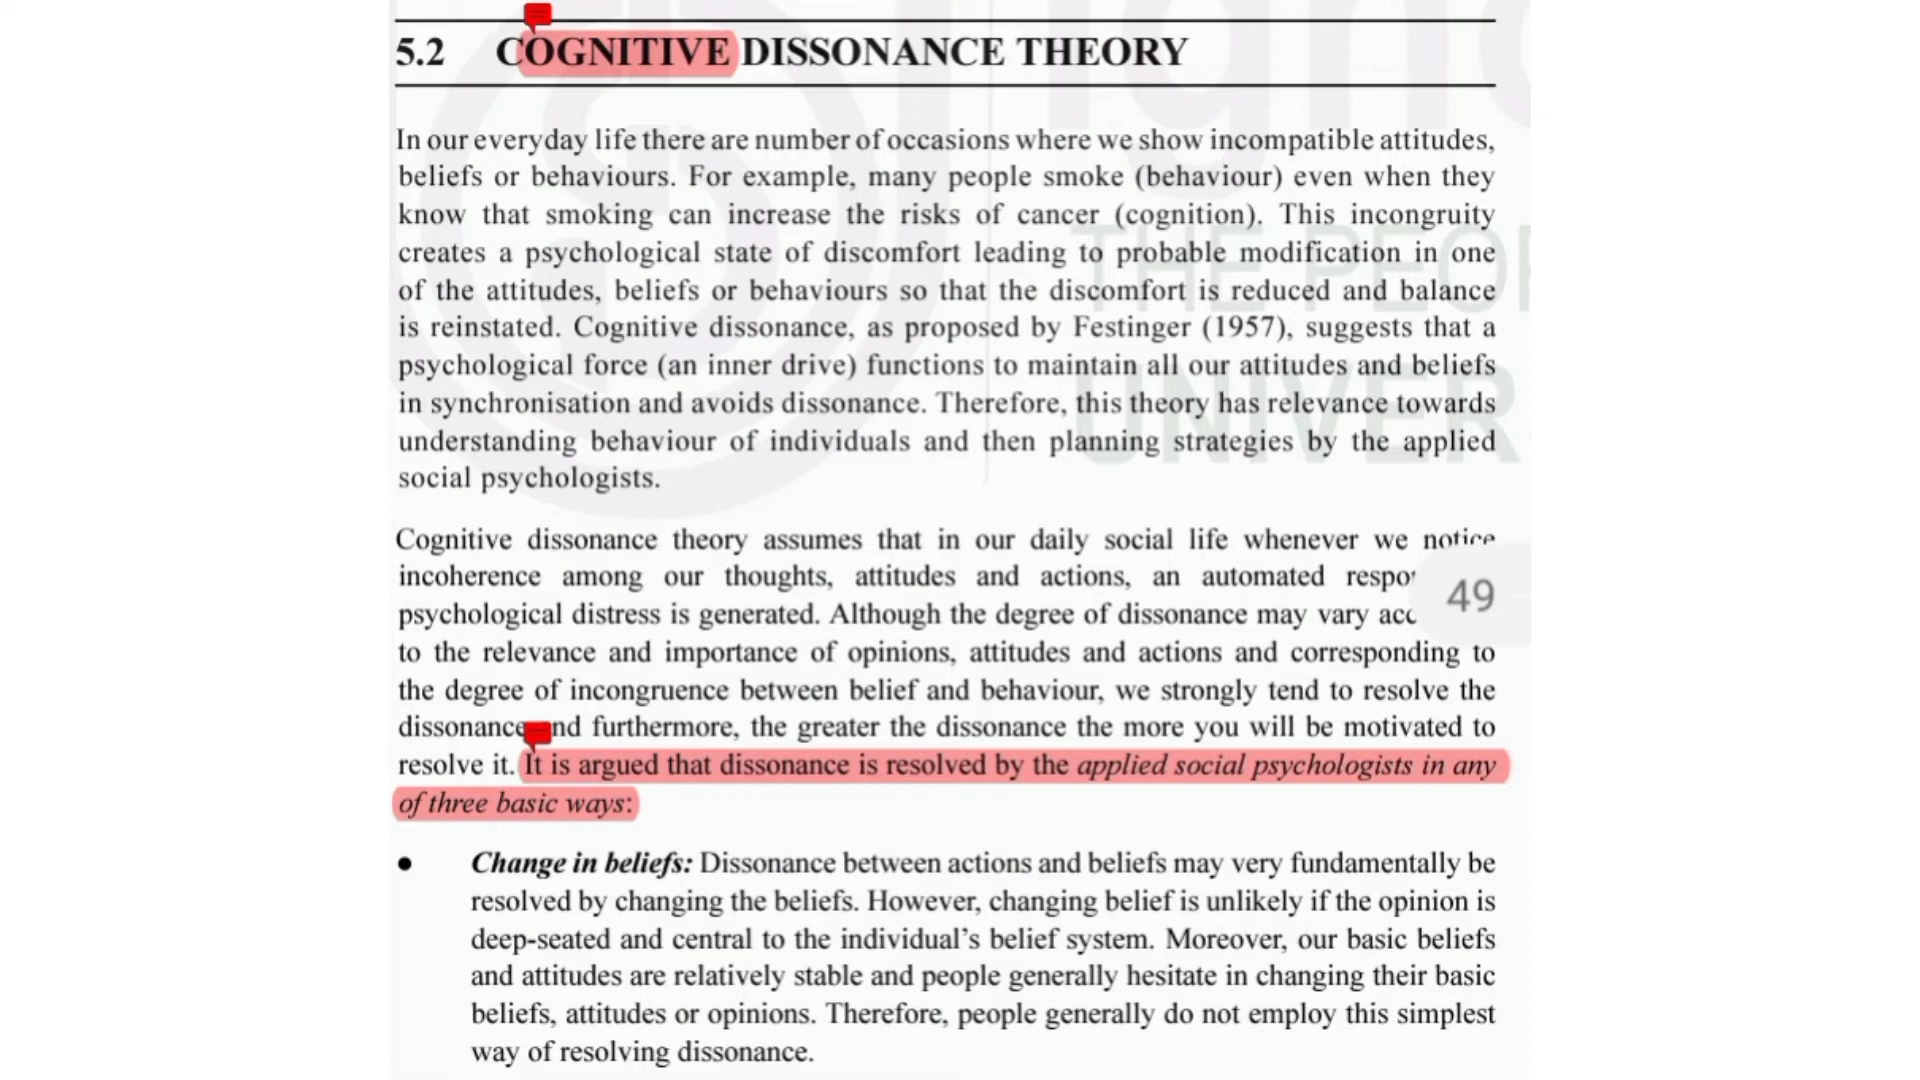 5.2 COGNITIVE DISSONANCE THEORY
In our everyday life there are number of occasions where we show incompatible attitudes,
beliefs or behaviours. For example, many people smoke (behaviour) even when they
know that smoking can increase the risks of cancer (cognition). This incongruity
creates a psychological state of discomfort leading to probable modification in one
of the attitudes, beliefs or behaviours so that the discomfort is reduced and balance
is reinstated. Cognitive dissonance, as proposed by Festinger (1957), suggests that a
psychological force (an inner drive) functions to maintain all our attitudes and beliefs
in synchronisation and avoids dissonance. Therefore, this theory has relevance towards
understanding behaviour of individuals and then planning strategies by the applied
social psychologists.
Cognitive dissonance theory assumes that in our daily social life whenever we notice
incoherence among our thoughts, attitudes and actions, an automated
psychological distress is generated. Although the degree of dissonance may vary
49
to the relevance and importance of opinions, attitudes and actions and corresponding to
the degree of incongruence between belief and behaviour, we strongly tend to resolve the
dissonance nd furthermore, the greater the dissonance the more you will be motivated to
resolve it. It is argued that dissonance is resolved by the applied social psychologists in any
of three basic ways:
● Change in beliefs: Dissonance between actions and beliefs may very fundamentally be
resolved by changing the beliefs. However, changing belief is unlikely if the opinion is
deep-seated and central to the individual's belief system. Moreover, our basic beliefs
and attitudes are relatively stable and people generally hesitate in changing their basic
beliefs, attitudes or opinions. Therefore, people generally do not employ this simplest
way of resolving dissonance.
THE PEO
UNIVER